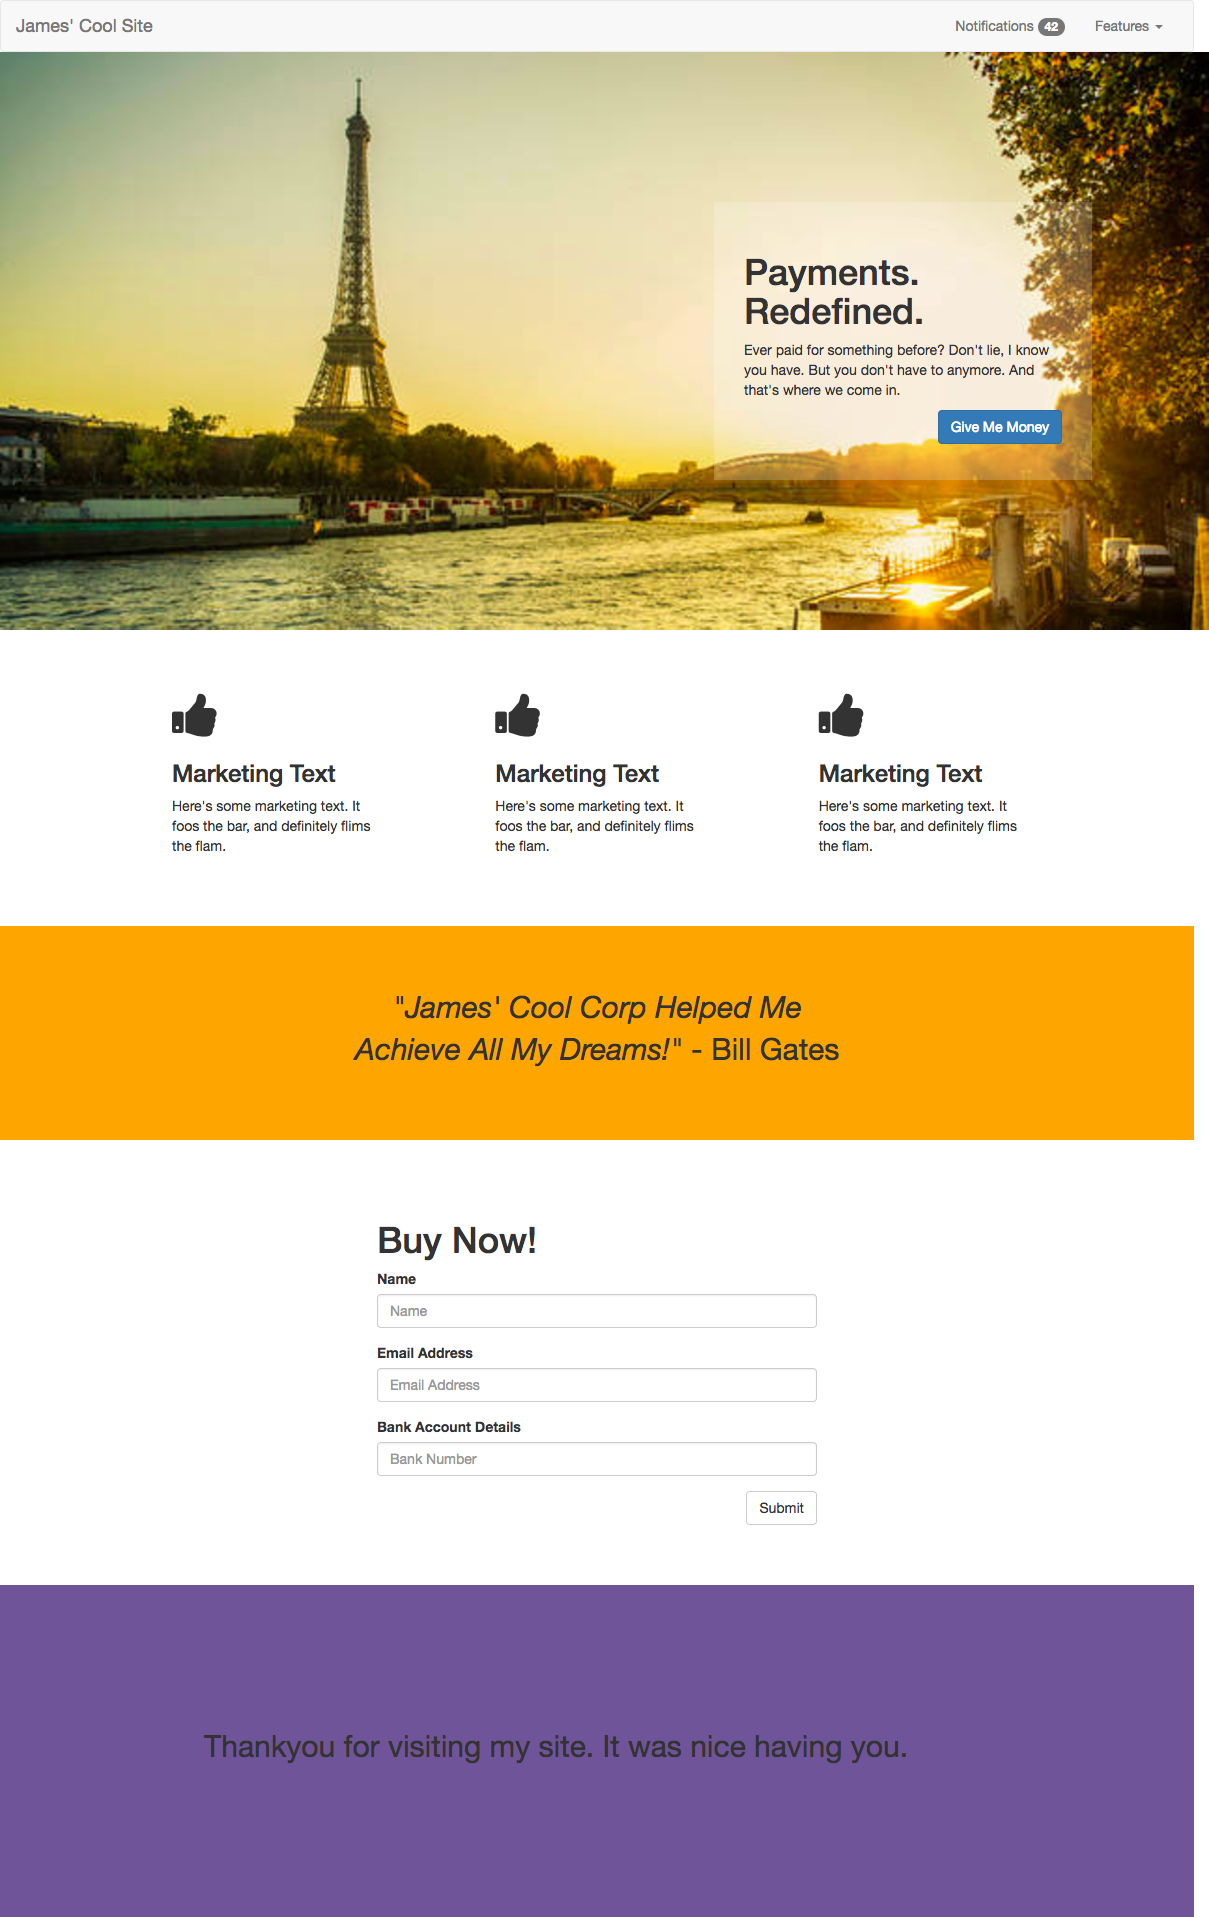 James' Cool Site
Notifications 42
Features
Payments.
Redefined.
Ever paid for something before? Don't lie, I know
you have. But you don't have to anymore. And
that's where we come in.
Give Me Money
Marketing Text
Here's some marketing text. It
foos the bar, and definitely flims
the flam.
Marketing Text
Here's some marketing text. It
foos the bar, and definitely flims
the flam.
Marketing Text
Here's some marketing text. It
foos the bar, and definitely flims
the flam.
"James' Cool Corp Helped Me
Achieve All My Dreams!" - Bill Gates
Buy Now!
Name
Name
Email Address
Email Address
Bank Account Details
Bank Number
Submit
Thankyou for visiting my site. It was nice having you.